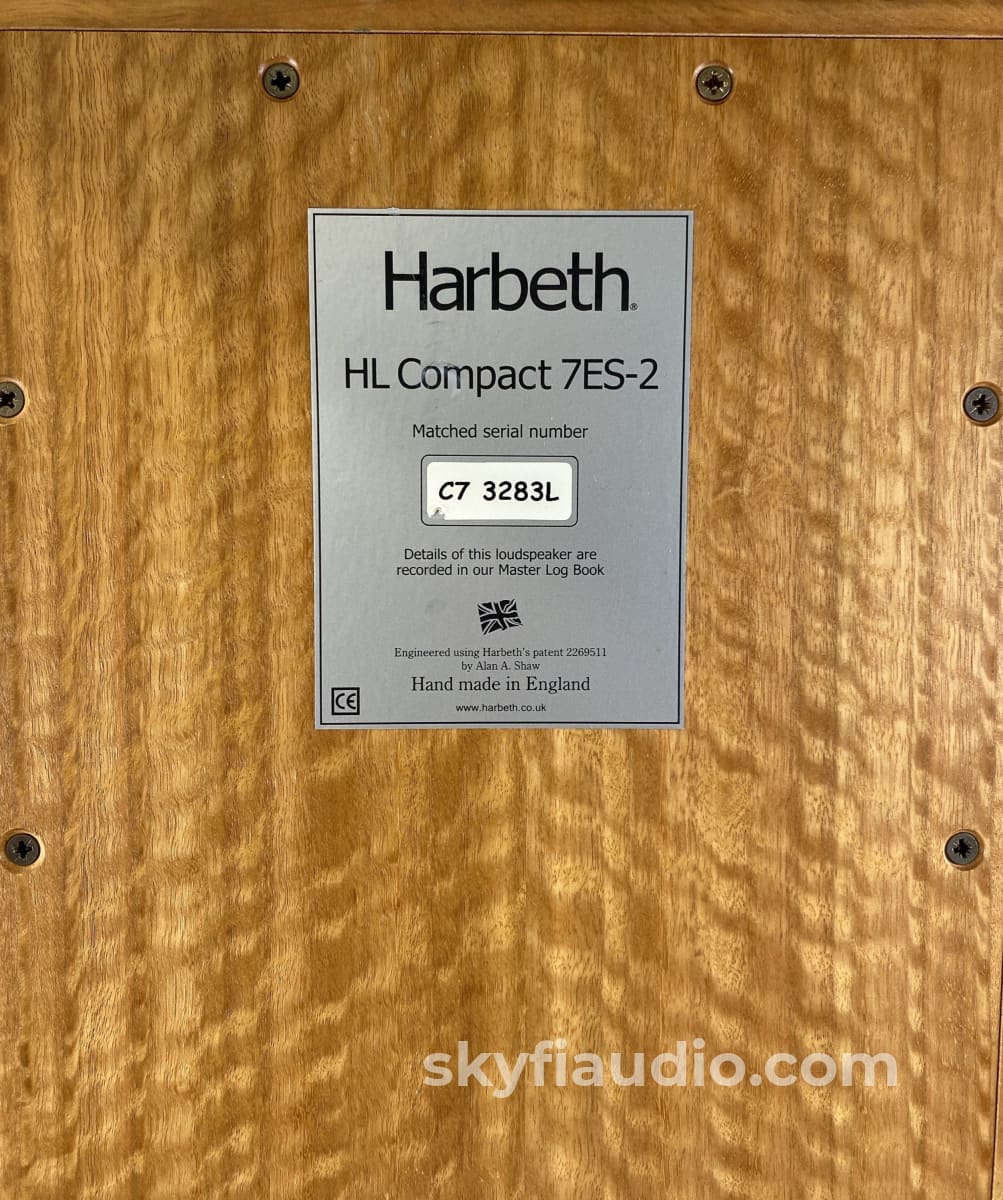 Harbeth®
HL Compact 7ES-2
Matched serial number
C7 3283L
Details of this loudspeaker are
recorded in our Master Log Book
Engineered using Harbeth's patent 2269511
by Alan A. Shaw
Hand made in England
CE
www.harbeth.co.uk
skyfiaudio.com